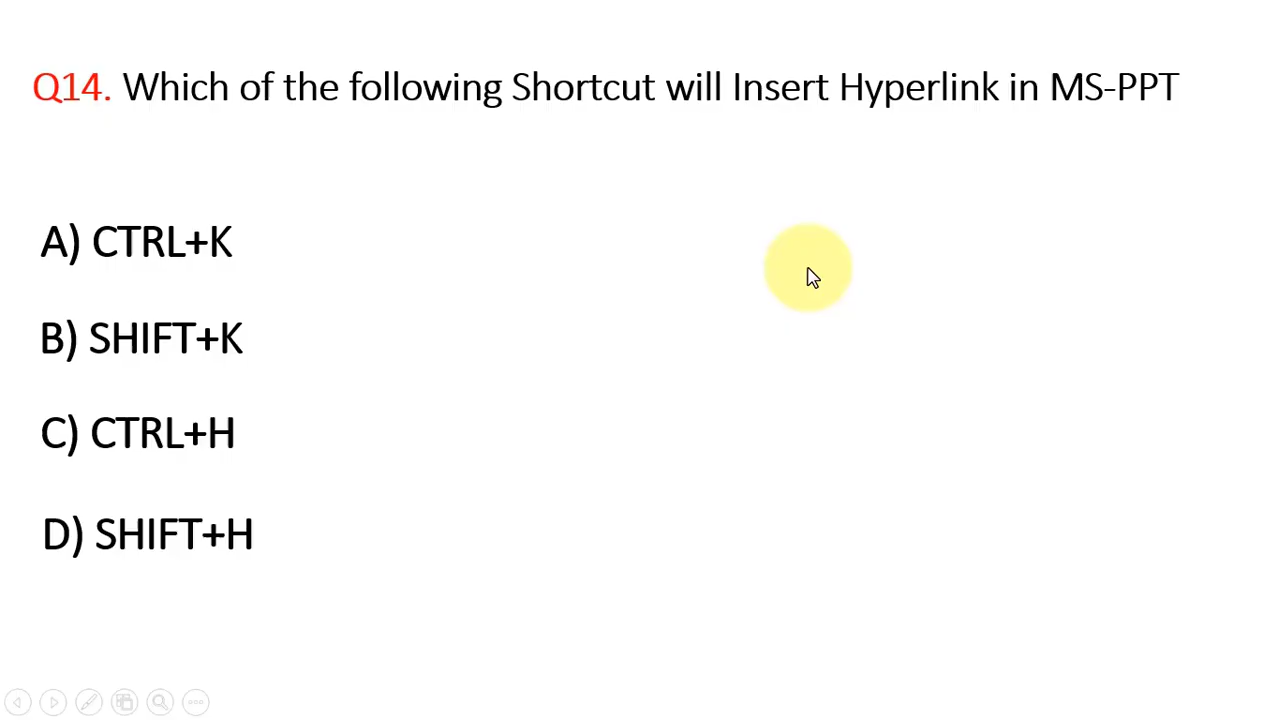 Q14. Which of the following Shortcut will Insert Hyperlink in MS-PPT
A) CTRL+K
B) SHIFT+K
C) CTRL+H
D) SHIFT+H